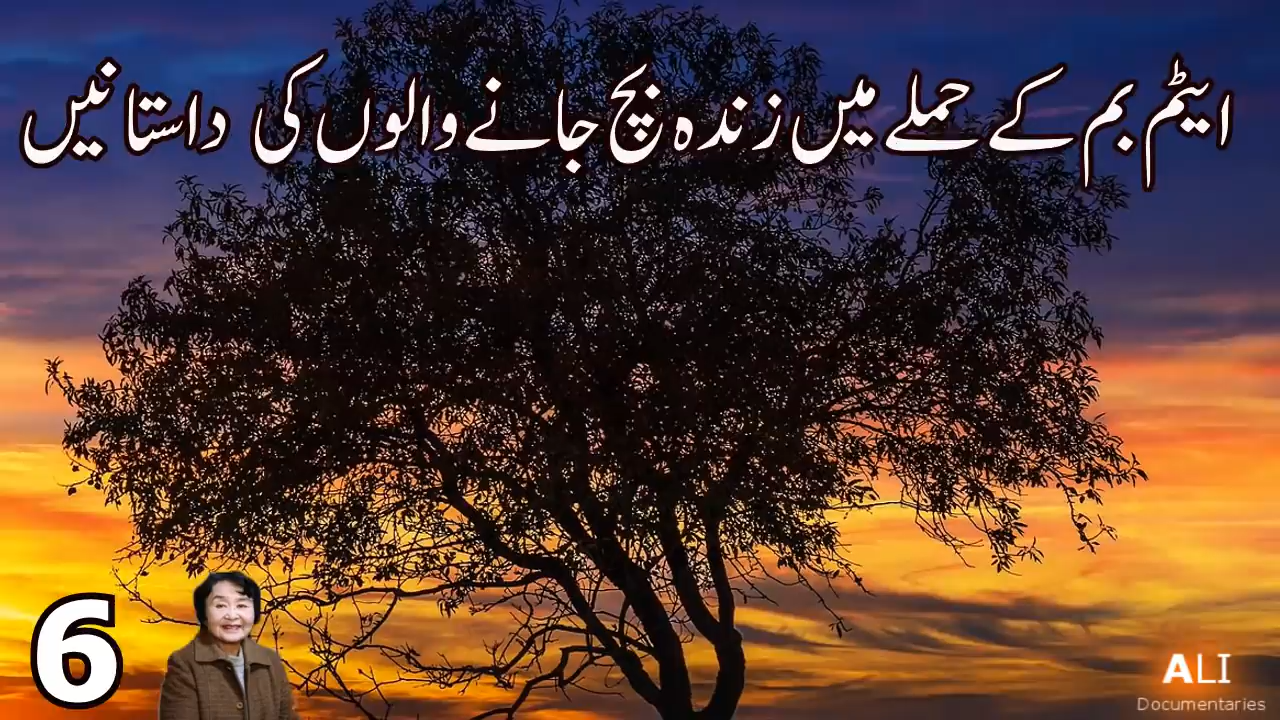 ایٹم بم کے حملے میں زندہ بچ جانے والوں کی داستانیں
6
ALI
Documentaries